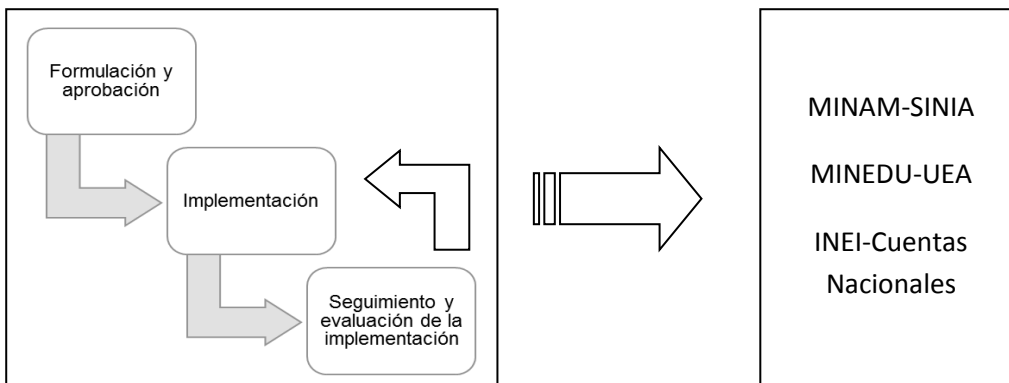 Formulación y
aprobación
Implementación
Seguimiento y
evaluación de la
implementación
MINAM-SINIA
MINEDU-UEA
INEI-Cuentas
Nacionales